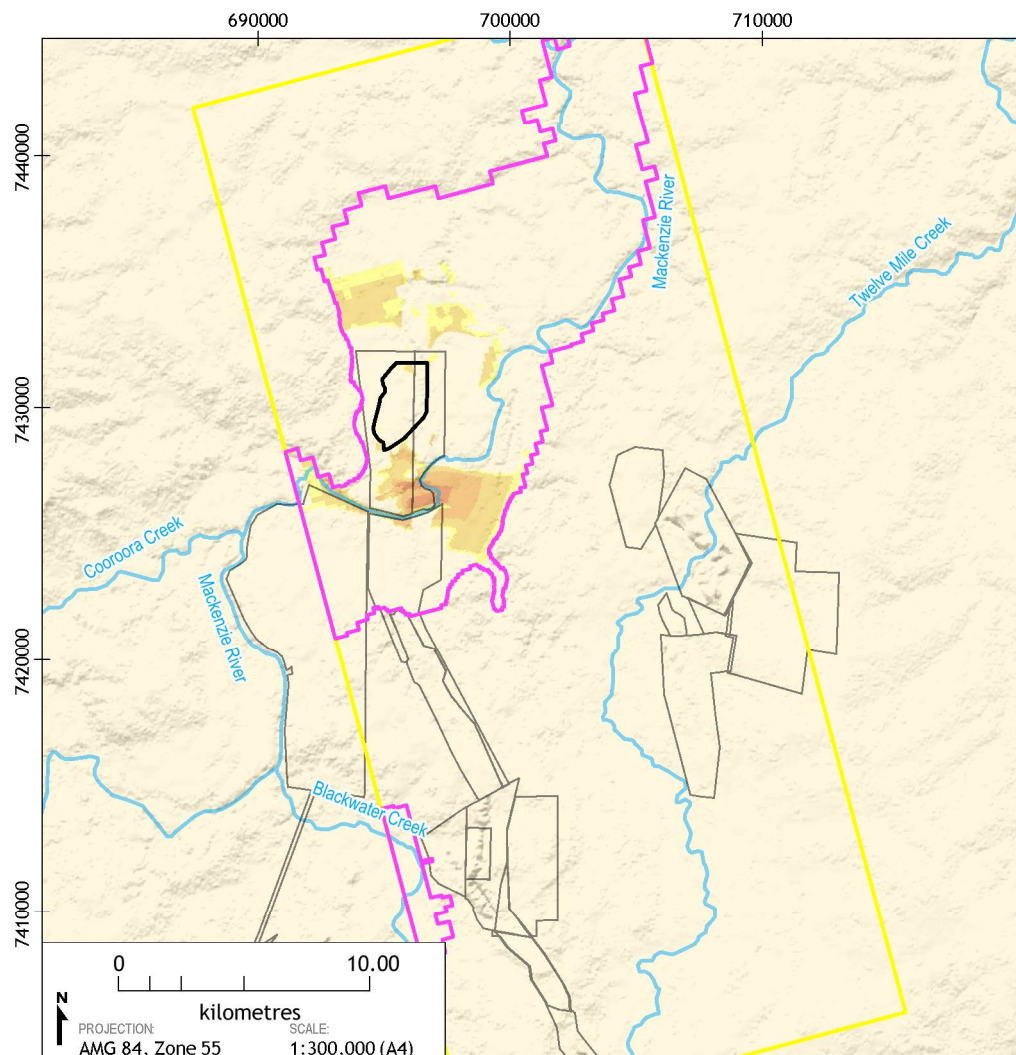 690000 700000 710000
7440000
Mackenzie River
Twelve Mile Creek
7430000
Cooroora Creek
Mackenzie River
7420000
Blackwater Creek
7410000
0 10.00
kilometres
N
PROJECTION: SCALE:
AMG 84, Zone 55 1:300,000 (A4)